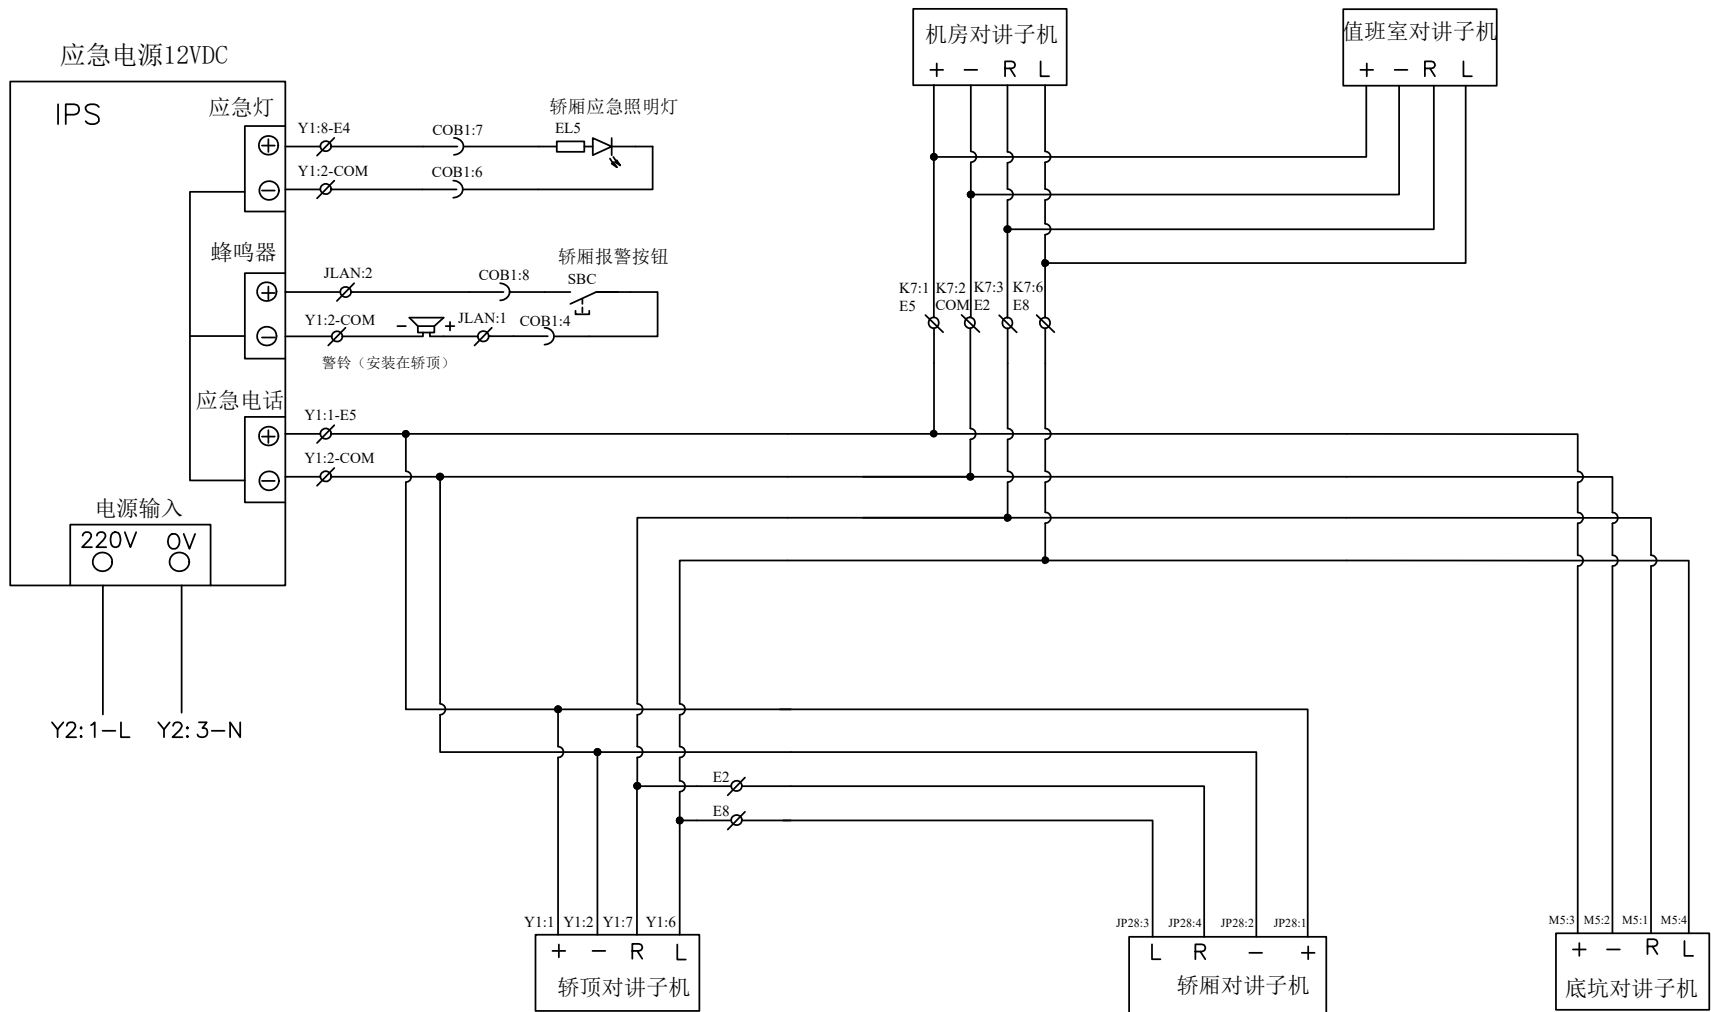 应急电源12VDC
IPS
应急灯
Y1:8-E4
COB1:7
轿厢应急照明灯
EL5
Y1:2-COM
COB1:6
蜂鸣器
JLAN:2
COB1:8
轿厢报警按钮
SBC
Y1:2-COM
- +
JLAN:1
COB1:4
警铃（安装在轿顶）
应急电话
Y1:1-E5
Y1:2-COM
电源输入
220V 0V
Y2:1-L Y2:3-N
机房对讲子机
+ - R L
值班室对讲子机
+ - R L
K7:1 K7:2 K7:3 K7:6
E5 COM E2 E8
E2
E8
Y1:1 Y1:2 Y1:7 Y1:6
+ - R L
轿顶对讲子机
JP28:3 JP28:4 JP28:2 JP28:1
L R - +
轿厢对讲子机
M5:3 M5:2 M5:1 M5:4
+ - R L
底坑对讲子机